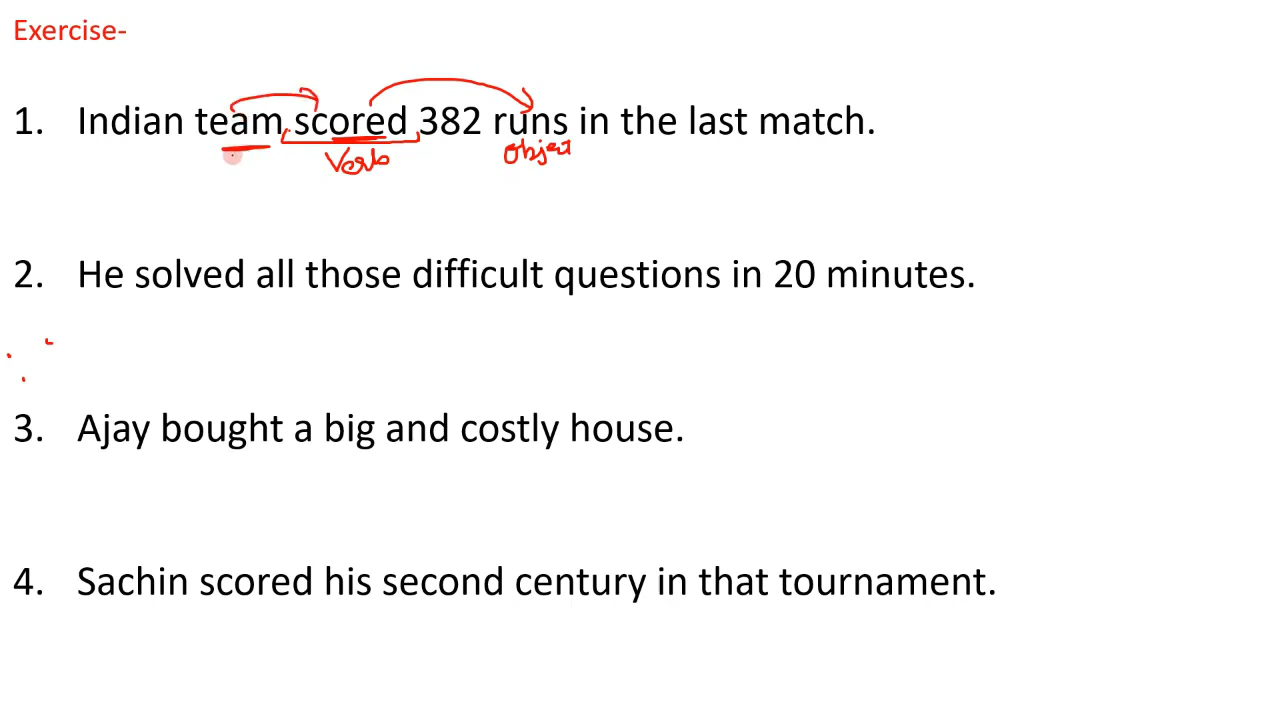 Exercise-
1. Indian team scored 382 runs in the last match.
Verb object
2. He solved all those difficult questions in 20 minutes.
3. Ajay bought a big and costly house.
4. Sachin scored his second century in that tournament.